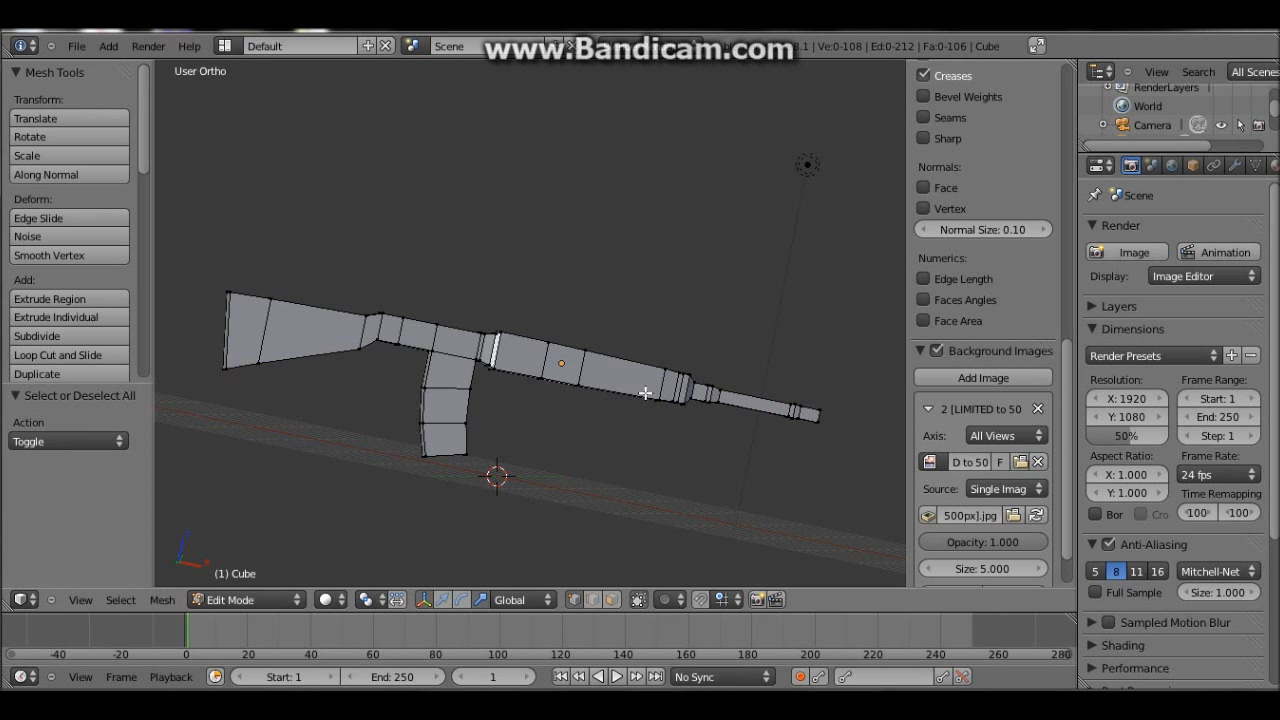 www.Bandicam.com
File Add Render Help Default Scene .1 | Ve:0-108 | Ed:0-212 | Fa:0-106 | Cube
Mesh Tools
Transform:
Translate
Rotate
Scale
Along Normal
Deform:
Edge Slide
Noise
Smooth Vertex
Add:
Extrude Region
Extrude Individual
Subdivide
Loop Cut and Slide
Duplicate
Select or Deselect All
Action
Toggle
User Ortho
(1) Cube
Creases
Bevel Weights
Seams
Sharp
Normals:
Face
Vertex
Normal Size: 0.10
Numerics:
Edge Length
Faces Angles
Face Area
Background Images
Add Image
2 [LIMITED to 50
Axis: All Views
D to 50 F
Source: Single Imag
500px].jpg
Opacity: 1.000
Size: 5.000
View Search All Scenes
RenderLayers
World
Camera
Scene
Render
Image Animation
Display: Image Editor
Layers
Dimensions
Render Presets
Resolution: Frame Range:
X: 1920 Start: 1
Y: 1080 End: 250
50% Step: 1
Aspect Ratio: Frame Rate:
X: 1.000 24 fps
Y: 1.000 Time Remapping
Bor Cro 100 100
Anti-Aliasing
5 8 11 16 Mitchell-Net
Full Sample Size: 1.000
Sampled Motion Blur
Shading
Performance
View Select Mesh Edit Mode Global
-40 -20 0 20 40 60 80 100 120 140 160 180 200 220 240 260 280
View Frame Playback Start: 1 End: 250 1 No Sync